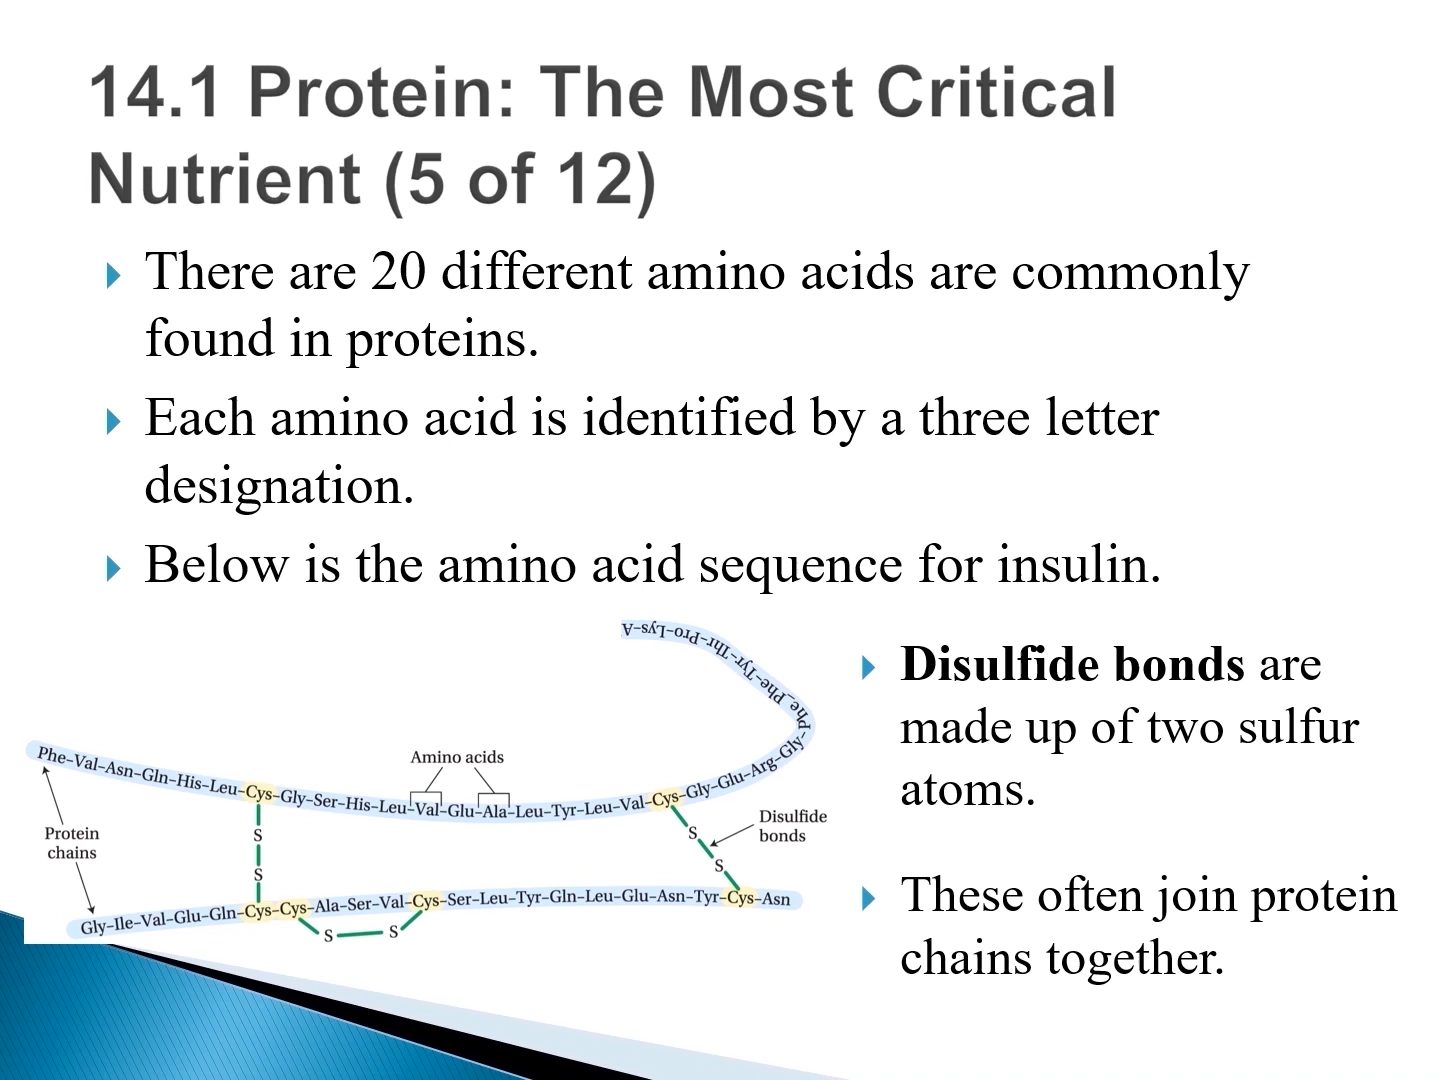 14.1 Protein: The Most Critical
Nutrient (5 of 12)
There are 20 different amino acids are commonly
found in proteins.
Each amino acid is identified by a three letter
designation.
Below is the amino acid sequence for insulin.
Disulfide bonds are
made up of two sulfur
atoms.
These often join protein
chains together.
Phe–Val–Asn–Gln–His–Leu–Cys–Gly–Ser–His–Leu–Val–Glu–Ala–Leu–Tyr–Leu–Val–Cys–Gly–Glu–Arg–Gly–Phe–Phe–Tyr–Thr–Pro–Lys–A
Amino acids
Protein
chains
S
S
S
S
Disulfide
bonds
Gly–Ile–Val–Glu–Gln–Cys–Cys–Ala–Ser–Val–Cys–Ser–Leu–Tyr–Gln–Leu–Glu–Asn–Tyr–Cys–Asn
S
S